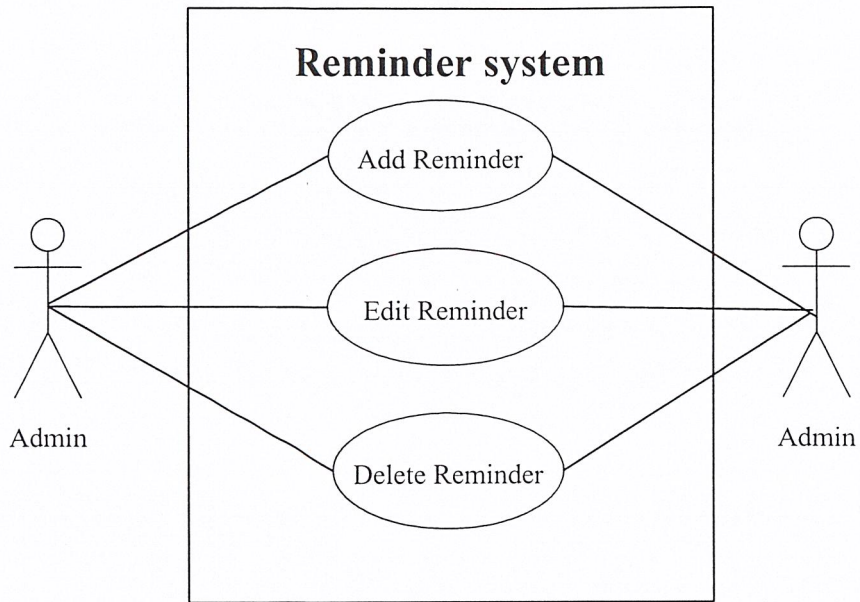 Reminder system
Add Reminder
Edit Reminder
Delete Reminder
Admin
Admin